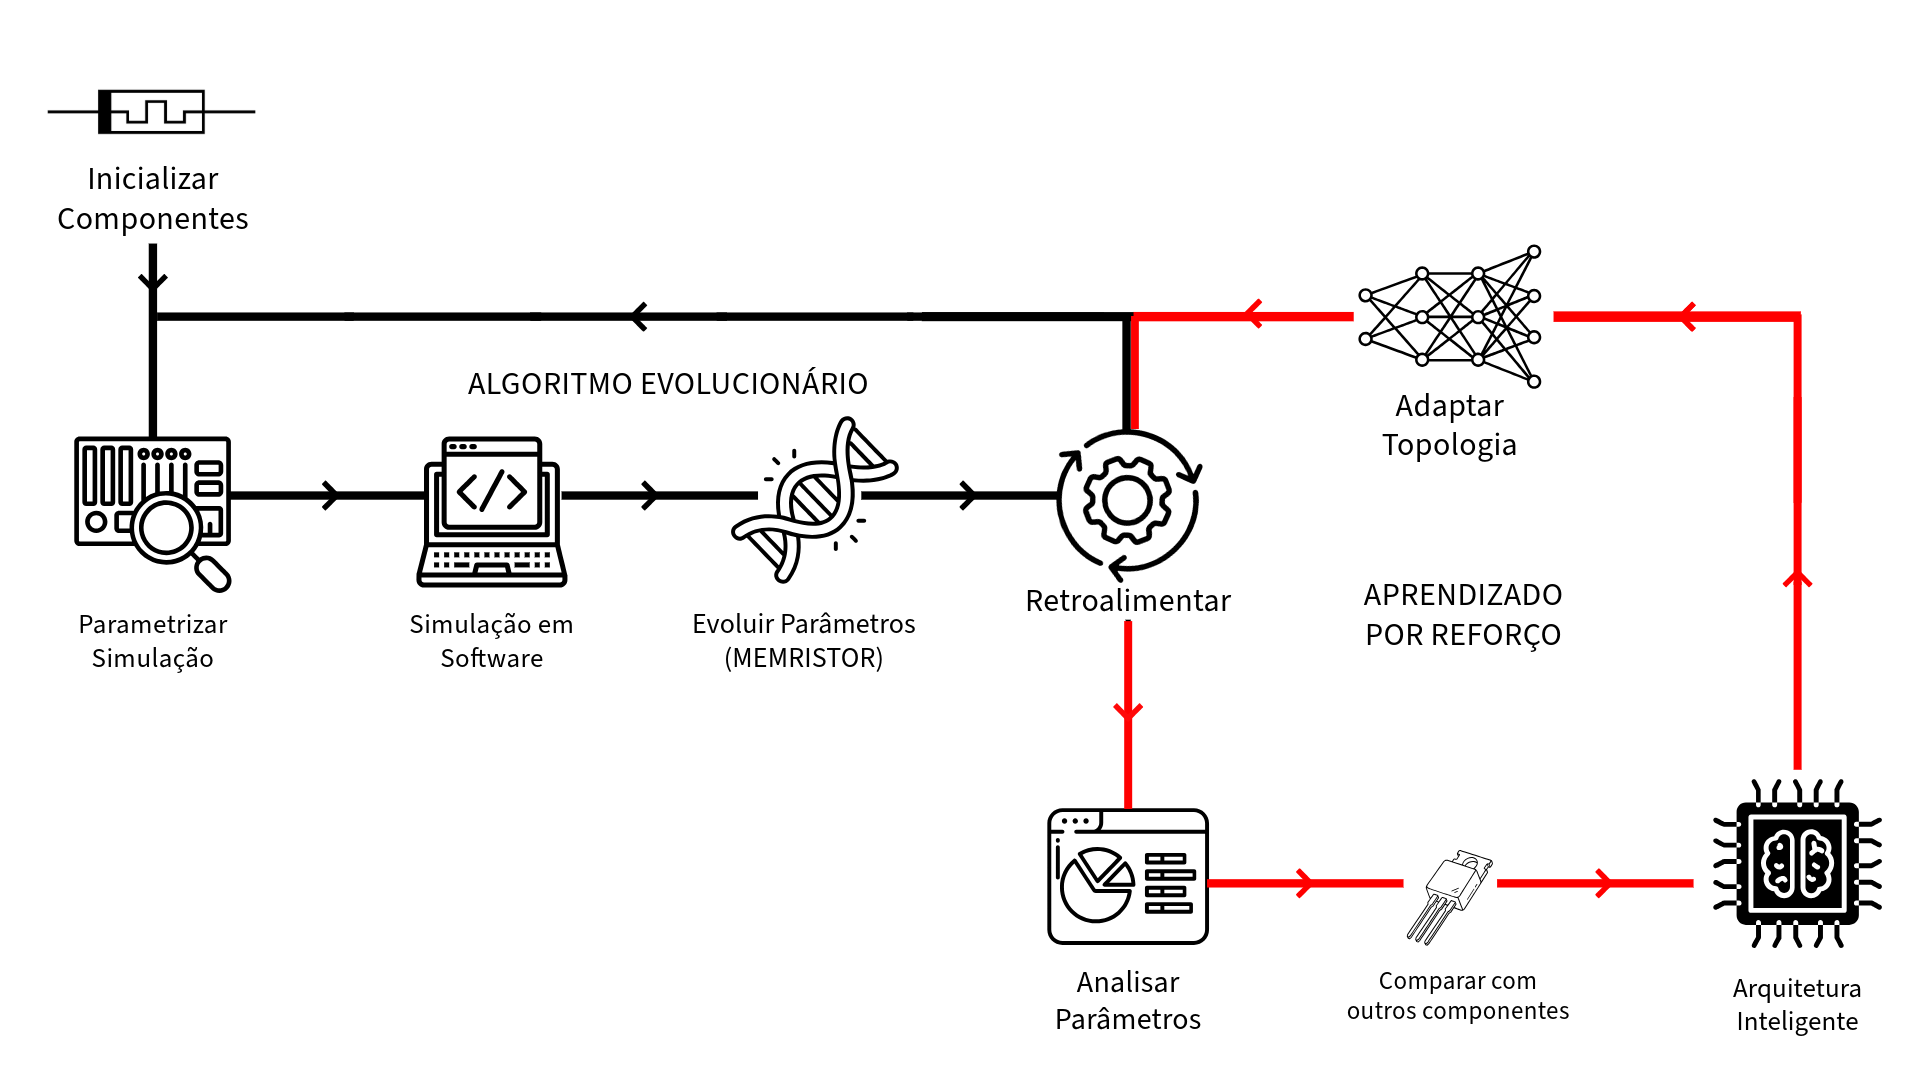 Inicializar
Componentes
ALGORITMO EVOLUCIONÁRIO
Adaptar
Topologia
Parametrizar
Simulação
Simulação em
Software
Evoluir Parâmetros
(MEMRISTOR)
Retroalimentar
APRENDIZADO
POR REFORÇO
Analisar
Parâmetros
Comparar com
outros componentes
Arquitetura
Inteligente